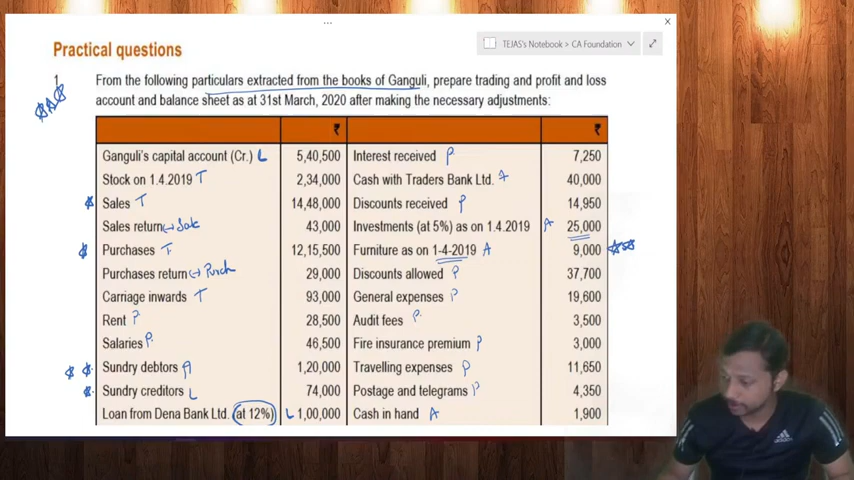 TEJAS's Notebook > CA Foundation
Practical questions
1. From the following particulars extracted from the books of Ganguli, prepare trading and profit and loss
account and balance sheet as at 31st March, 2020 after making the necessary adjustments:
₹ ₹
Ganguli's capital account (Cr.) L 5,40,500 Interest received P 7,250
Stock on 1.4.2019 T 2,34,000 Cash with Traders Bank Ltd. A 40,000
Sales T 14,48,000 Discounts received P 14,950
Sales return (-) Sale 43,000 Investments (at 5%) as on 1.4.2019 A 25,000
Purchases T 12,15,500 Furniture as on 1-4-2019 A 9,000
Purchases return (-) Purch 29,000 Discounts allowed P 37,700
Carriage inwards T 93,000 General expenses P 19,600
Rent P 28,500 Audit fees P 3,500
Salaries P 46,500 Fire insurance premium P 3,000
Sundry debtors A 1,20,000 Travelling expenses P 11,650
Sundry creditors L 74,000 Postage and telegrams P 4,350
Loan from Dena Bank Ltd. (at 12%) L 1,00,000 Cash in hand A 1,900
adidas